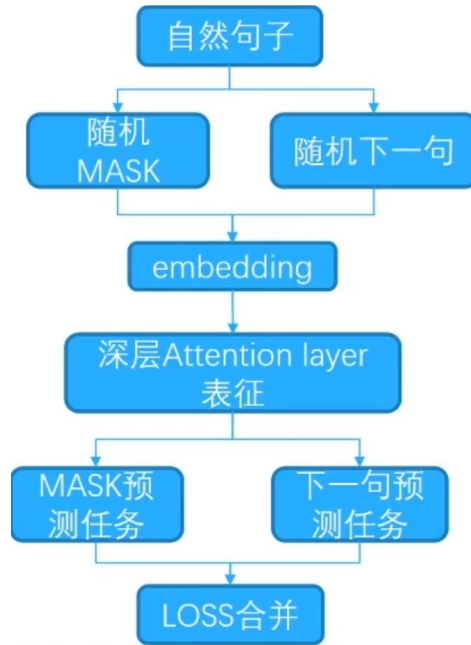 自然句子
随机
MASK
随机下一句
embedding
深层Attention layer
表征
MASK预
测任务
下一句预
测任务
LOSS合并